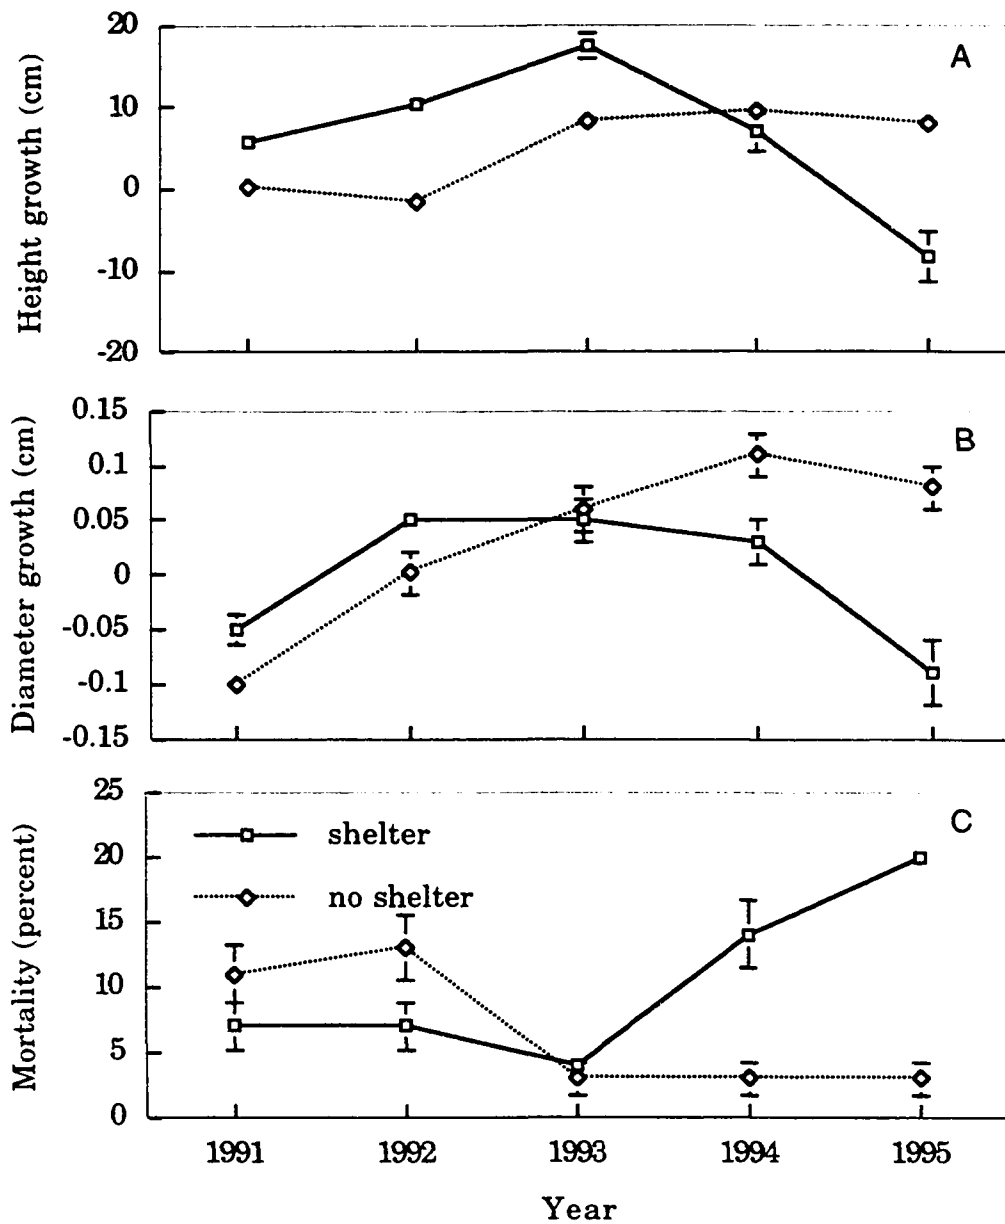 A
Height growth (cm)
20
10
0
-10
-20
B
Diameter growth (cm)
0.15
0.1
0.05
0
-0.05
-0.1
-0.15
C
Mortality (percent)
25
20
15
10
5
0
shelter
no shelter
1991 1992 1993 1994 1995
Year